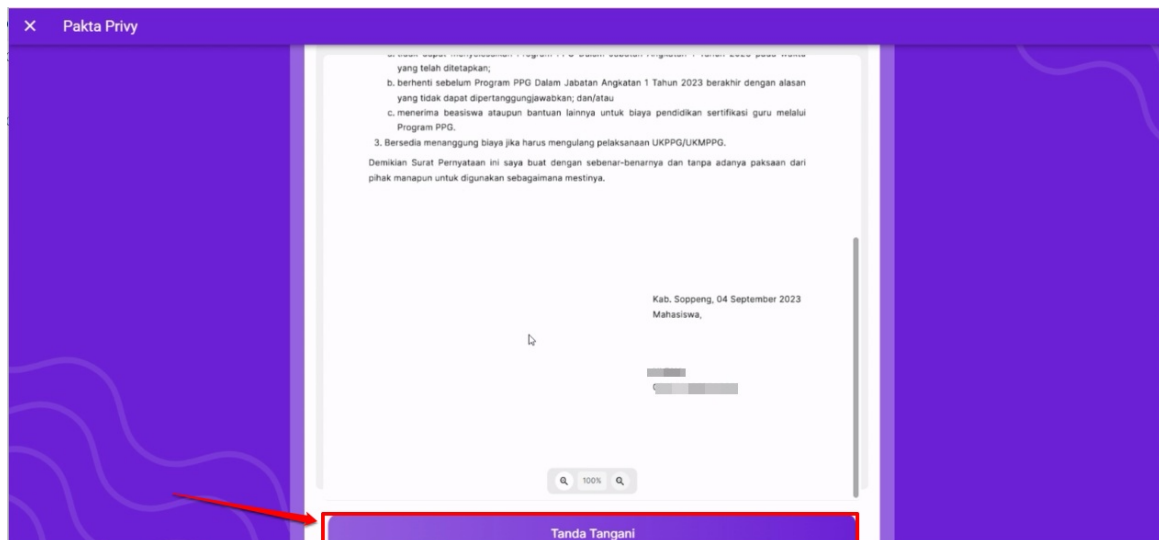 Pakta Privy
yang telah ditetapkan;
b. berhenti sebelum Program PPG Dalam Jabatan Angkatan 1 Tahun 2023 berakhir dengan alasan
yang tidak dapat dipertanggungjawabkan; dan/atau
c. menerima beasiswa ataupun bantuan lainnya untuk biaya pendidikan sertifikasi guru melalui
Program PPG.
3. Bersedia menanggung biaya jika harus mengulang pelaksanaan UKPPG/UKMPPG.
Demikian Surat Pernyataan ini saya buat dengan sebenar-benarnya dan tanpa adanya paksaan dari
pihak manapun untuk digunakan sebagaimana mestinya.
Kab. Soppeng, 04 September 2023
Mahasiswa,
100%
Tanda Tangani